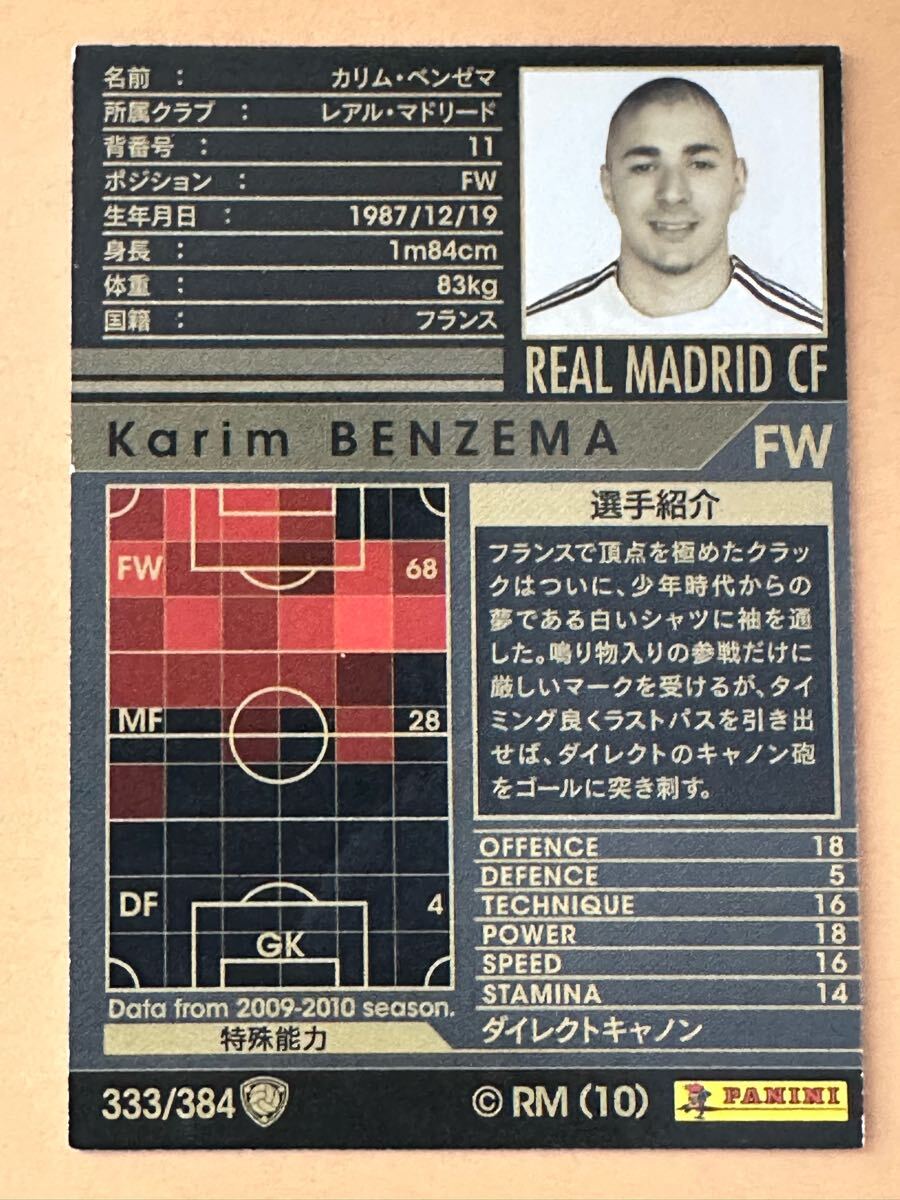 名前 : カリム・ベンゼマ
所属クラブ : レアル・マドリード
背番号 : 11
ポジション : FW
生年月日 : 1987/12/19
身長 : 1m84cm
体重 : 83kg
国籍 : フランス
REAL MADRID CF
Karim BENZEMA
FW
FW 68
MF 28
DF 4
GK
Data from 2009-2010 season.
選手紹介
フランスで頂点を極めたクラッ
クはついに、少年時代からの
夢である白いシャツに袖を通
した。鳴り物入りの参戦だけに
厳しいマークを受けるが、タイ
ミング良くラストパスを引き出
せば、ダイレクトのキャノン砲
をゴールに突き刺す。
OFFENCE 18
DEFENCE 5
TECHNIQUE 16
POWER 18
SPEED 16
STAMINA 14
特殊能力 ダイレクトキャノン
333/384
© RM (10)
PANINI